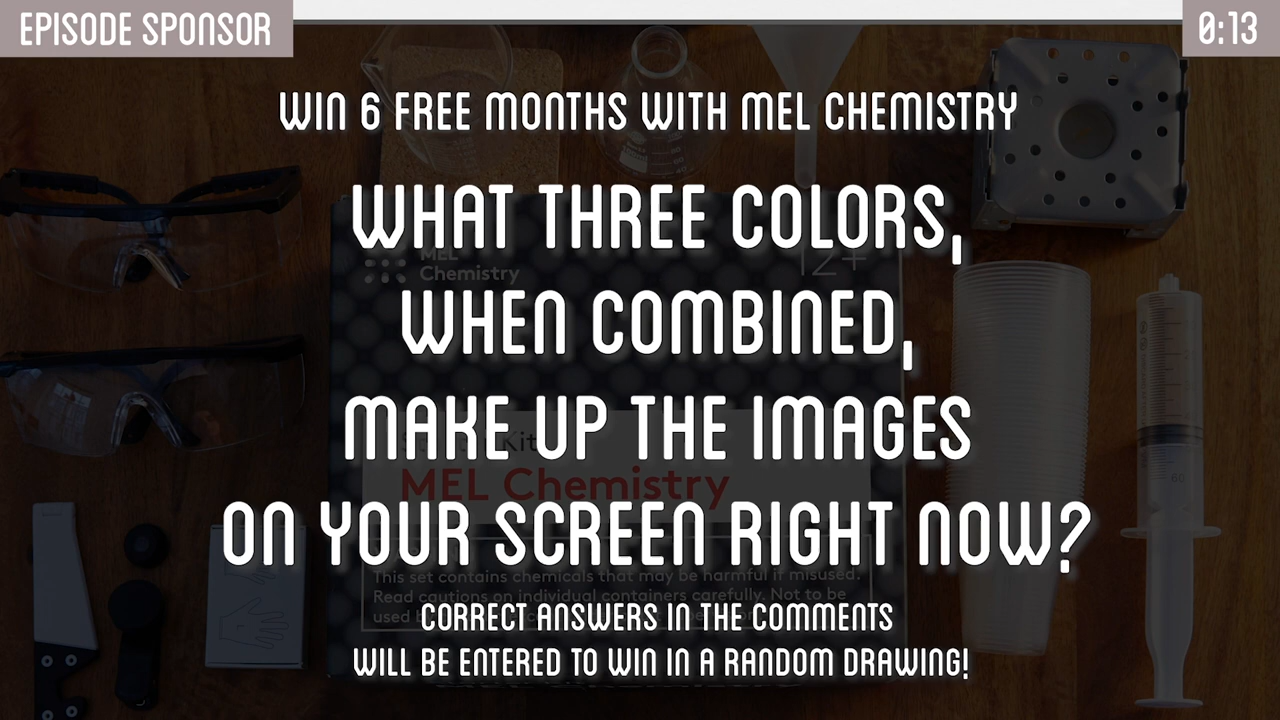 EPISODE SPONSOR
0:13
WIN 6 FREE MONTHS WITH MEL CHEMISTRY
WHAT THREE COLORS,
MEL
Chemistry
12+
WHEN COMBINED,
MAKE UP THE IMAGES
Kit
MEL Chemistry
ON YOUR SCREEN RIGHT NOW?
This set contains chemicals that may be harmful if misused.
Read cautions on individual containers carefully. Not to be
used
CORRECT ANSWERS IN THE COMMENTS
WILL BE ENTERED TO WIN IN A RANDOM DRAWING!
60